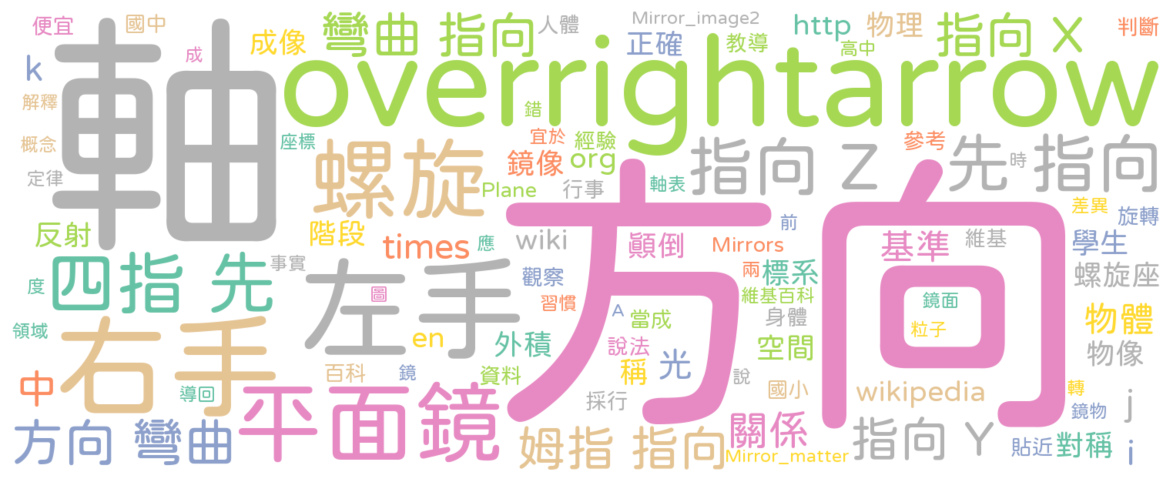 便宜 國中 軸 成 成像 彎曲 指向 人體 Mirror_image2 正確 教導 http 高中 物理 指向 X 判斷
k 解釋 overrightarrow
概念 定律 座標 螺旋 錯 宜於 經驗 鏡像 org 指向 Z 參考 先 時 指向
反射 階段 Plane 行事 軸表 差異 旋轉
四指 先 事實 times 應 wiki 顛倒 Mirrors 前 基準 維基 學生
度 左手 圖 觀察 習慣 方向 兩 標系 維基百科 鏡面 螺旋座
領域 右手 en 外積 A 當成 身體 粒子 物體
說法 光 空間 物像
中 導回 百科 鏡 資料 稱 說 國小 wikipedia 轉 鏡物 j
平面鏡 採行 關係
方向 彎曲 姆指 指向 Mirror_matter 指向 Y 貼近 對稱 i